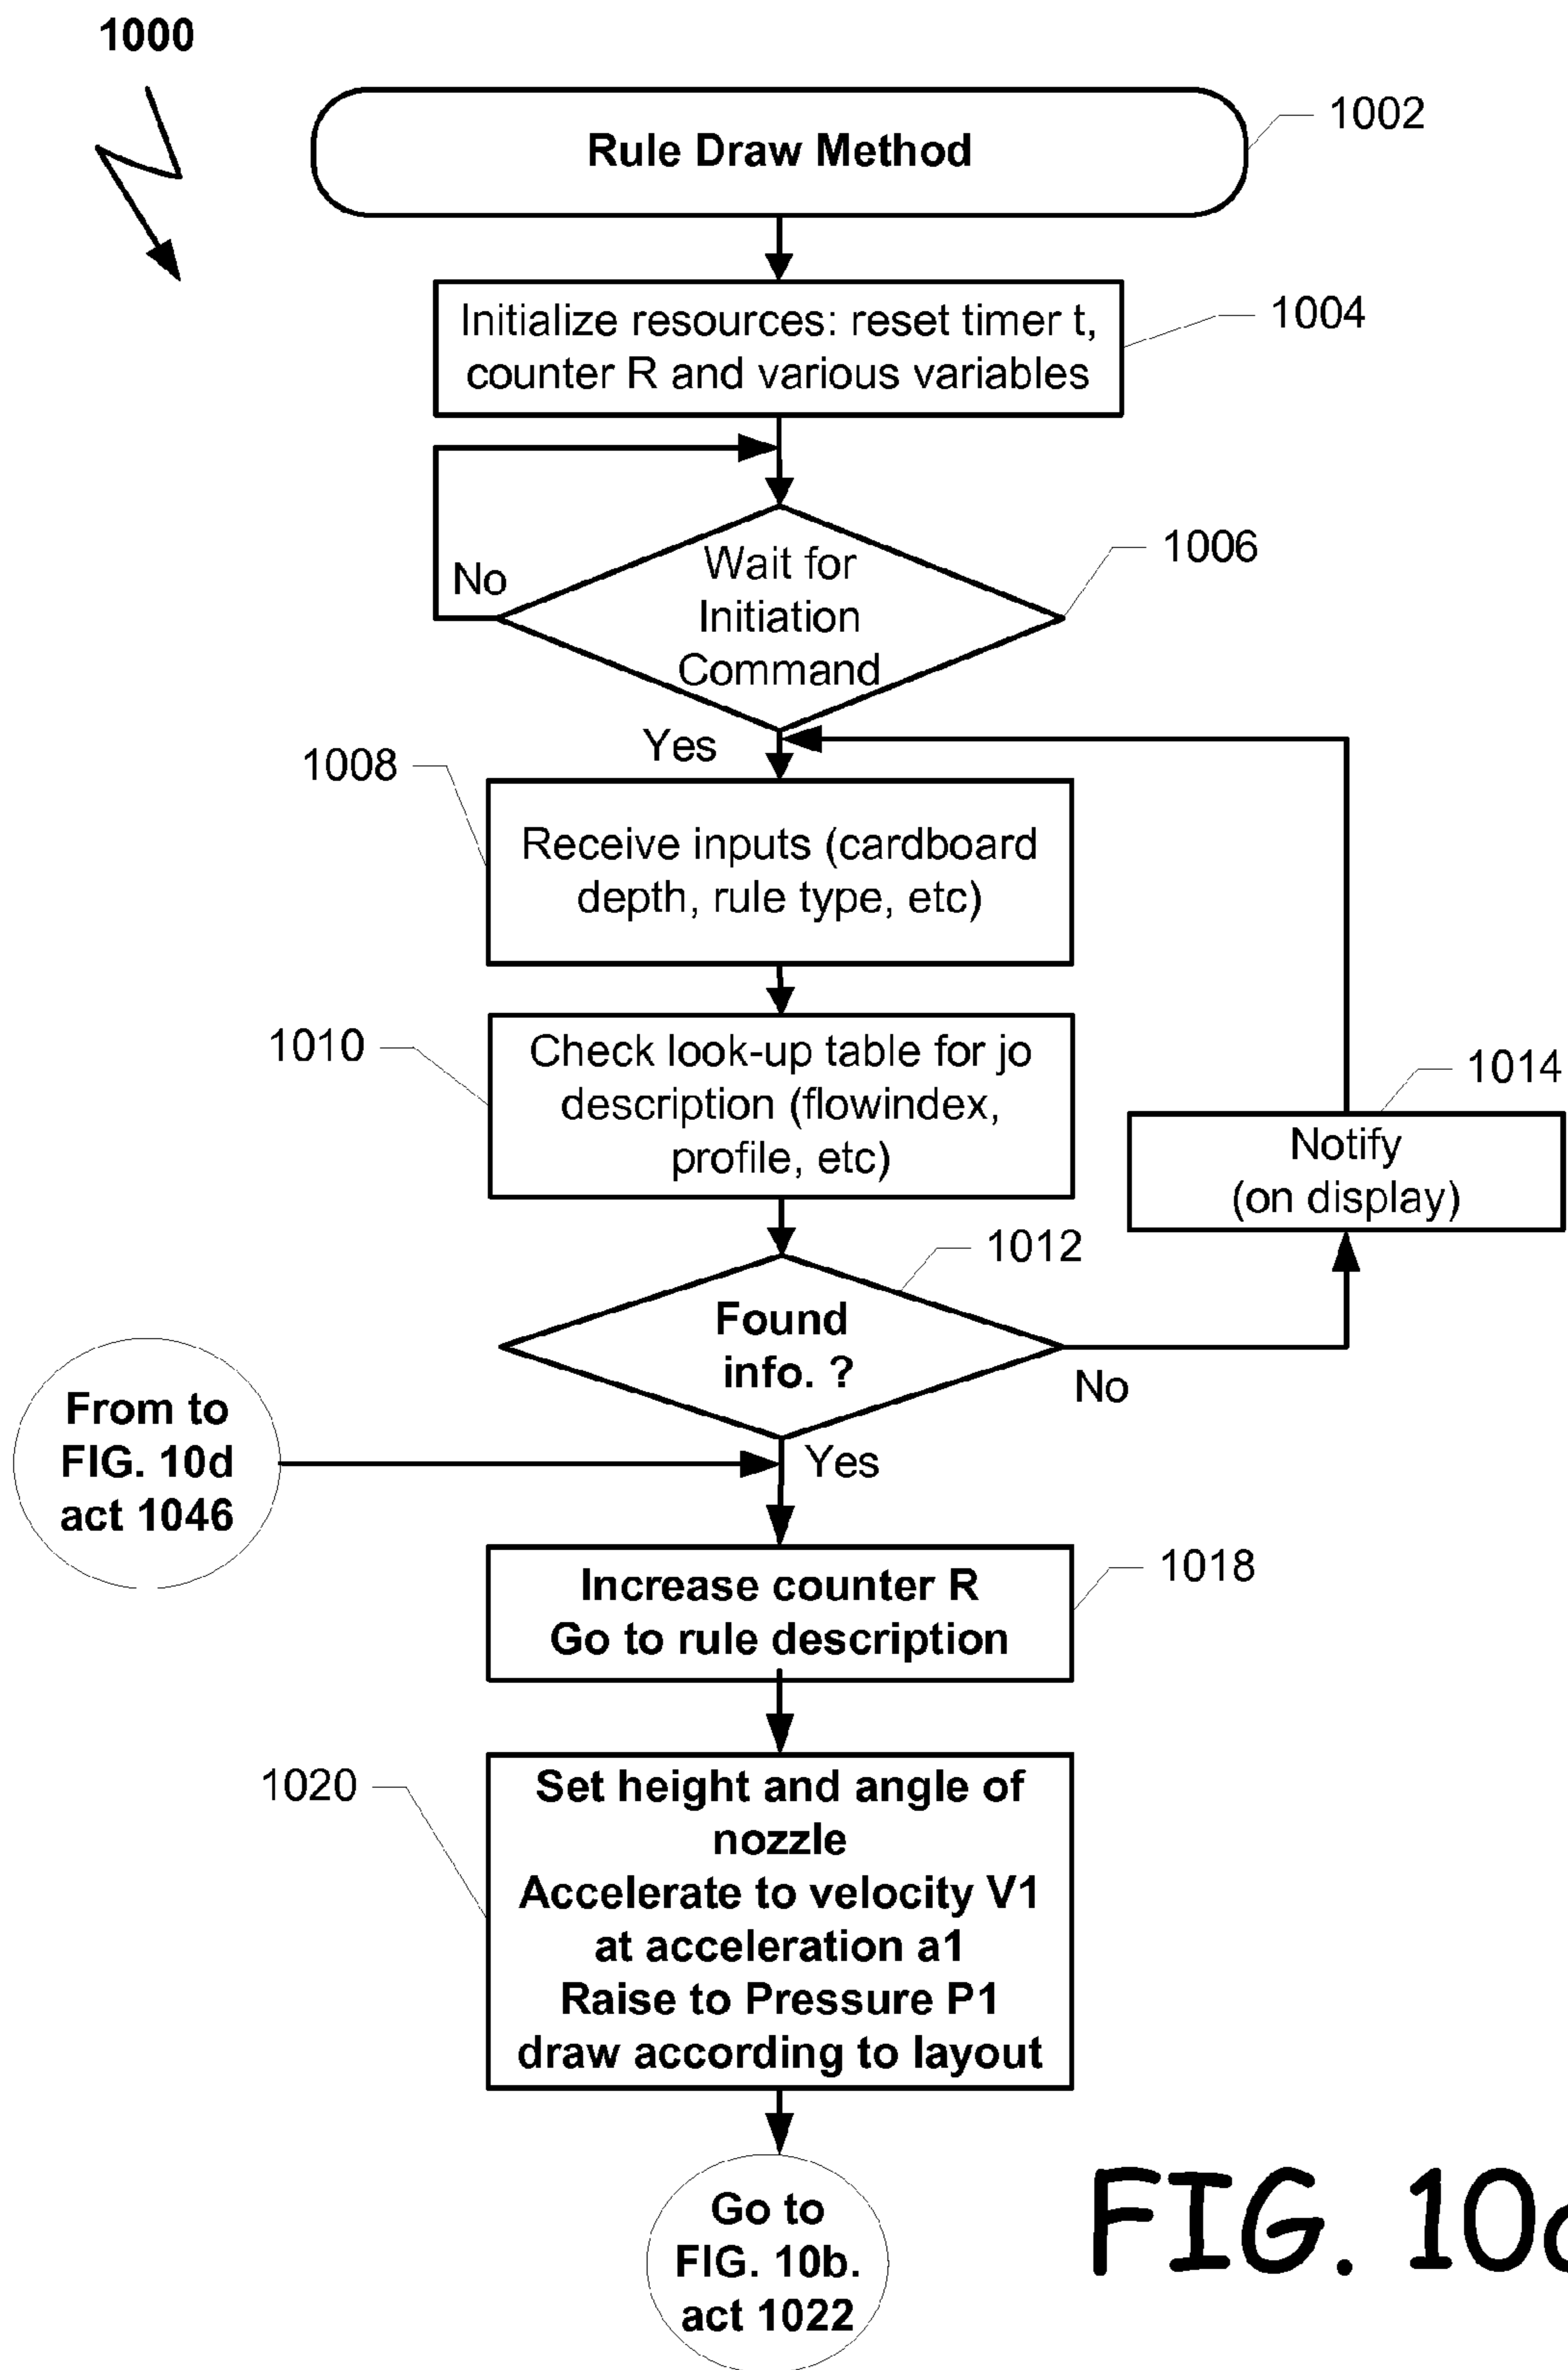 1000
Rule Draw Method
1002
Initialize resources: reset timer t,
counter R and various variables
1004
Wait for
Initiation
Command
1006
No
Yes
1008
Receive inputs (cardboard
depth, rule type, etc)
1010
Check look-up table for jo
description (flowindex,
profile, etc)
1014
Notify
(on display)
1012
Found
info. ?
No
From to
FIG. 10d
act 1046
Yes
Increase counter R
Go to rule description
1018
1020
Set height and angle of
nozzle
Accelerate to velocity V1
at acceleration a1
Raise to Pressure P1
draw according to layout
Go to
FIG. 10b.
act 1022
FIG.